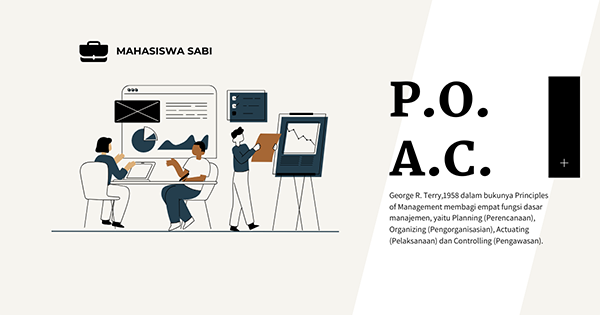 MAHASISWA SABI
P.O.
A.C.
George R. Terry,1958 dalam bukunya Principles
of Management membagi empat fungsi dasar
manajemen, yaitu Planning (Perencanaan),
Organizing (Pengorganisasian), Actuating
(Pelaksanaan) dan Controlling (Pengawasan).